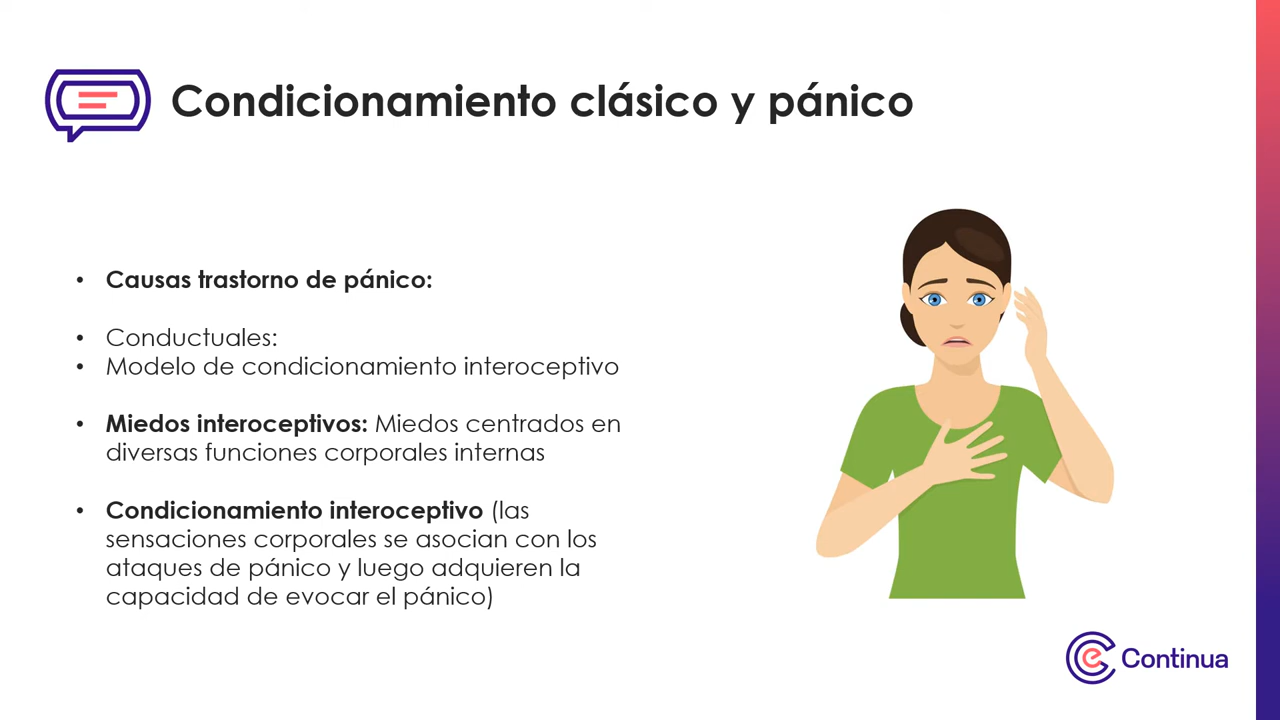 Condicionamiento clásico y pánico
• Causas trastorno de pánico:
• Conductuales:
• Modelo de condicionamiento interoceptivo
• Miedos interoceptivos: Miedos centrados en
diversas funciones corporales internas
• Condicionamiento interoceptivo (las
sensaciones corporales se asocian con los
ataques de pánico y luego adquieren la
capacidad de evocar el pánico)
Continua